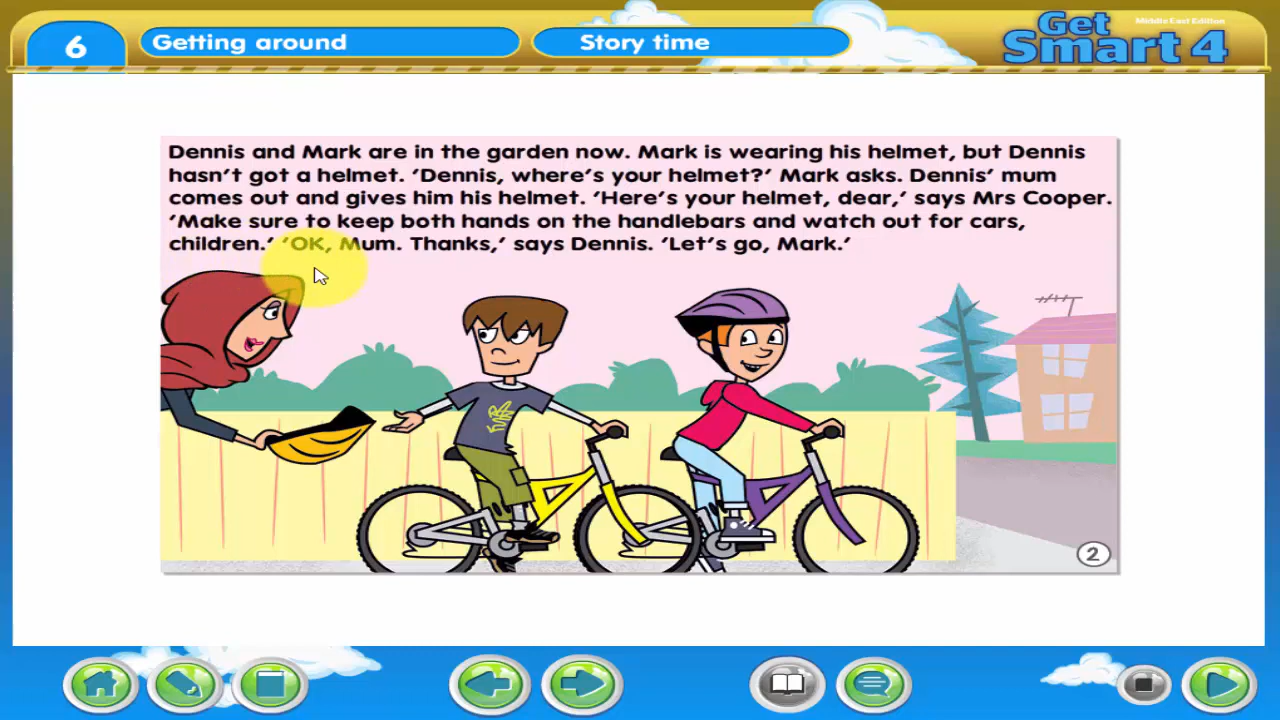 6
Getting around
Story time
Middle East Edition
Get
Smart 4
Dennis and Mark are in the garden now. Mark is wearing his helmet, but Dennis
hasn't got a helmet. 'Dennis, where's your helmet?' Mark asks. Dennis' mum
comes out and gives him his helmet. 'Here's your helmet, dear,' says Mrs Cooper.
'Make sure to keep both hands on the handlebars and watch out for cars,
children.' 'OK, Mum. Thanks,' says Dennis. 'Let's go, Mark.'
2